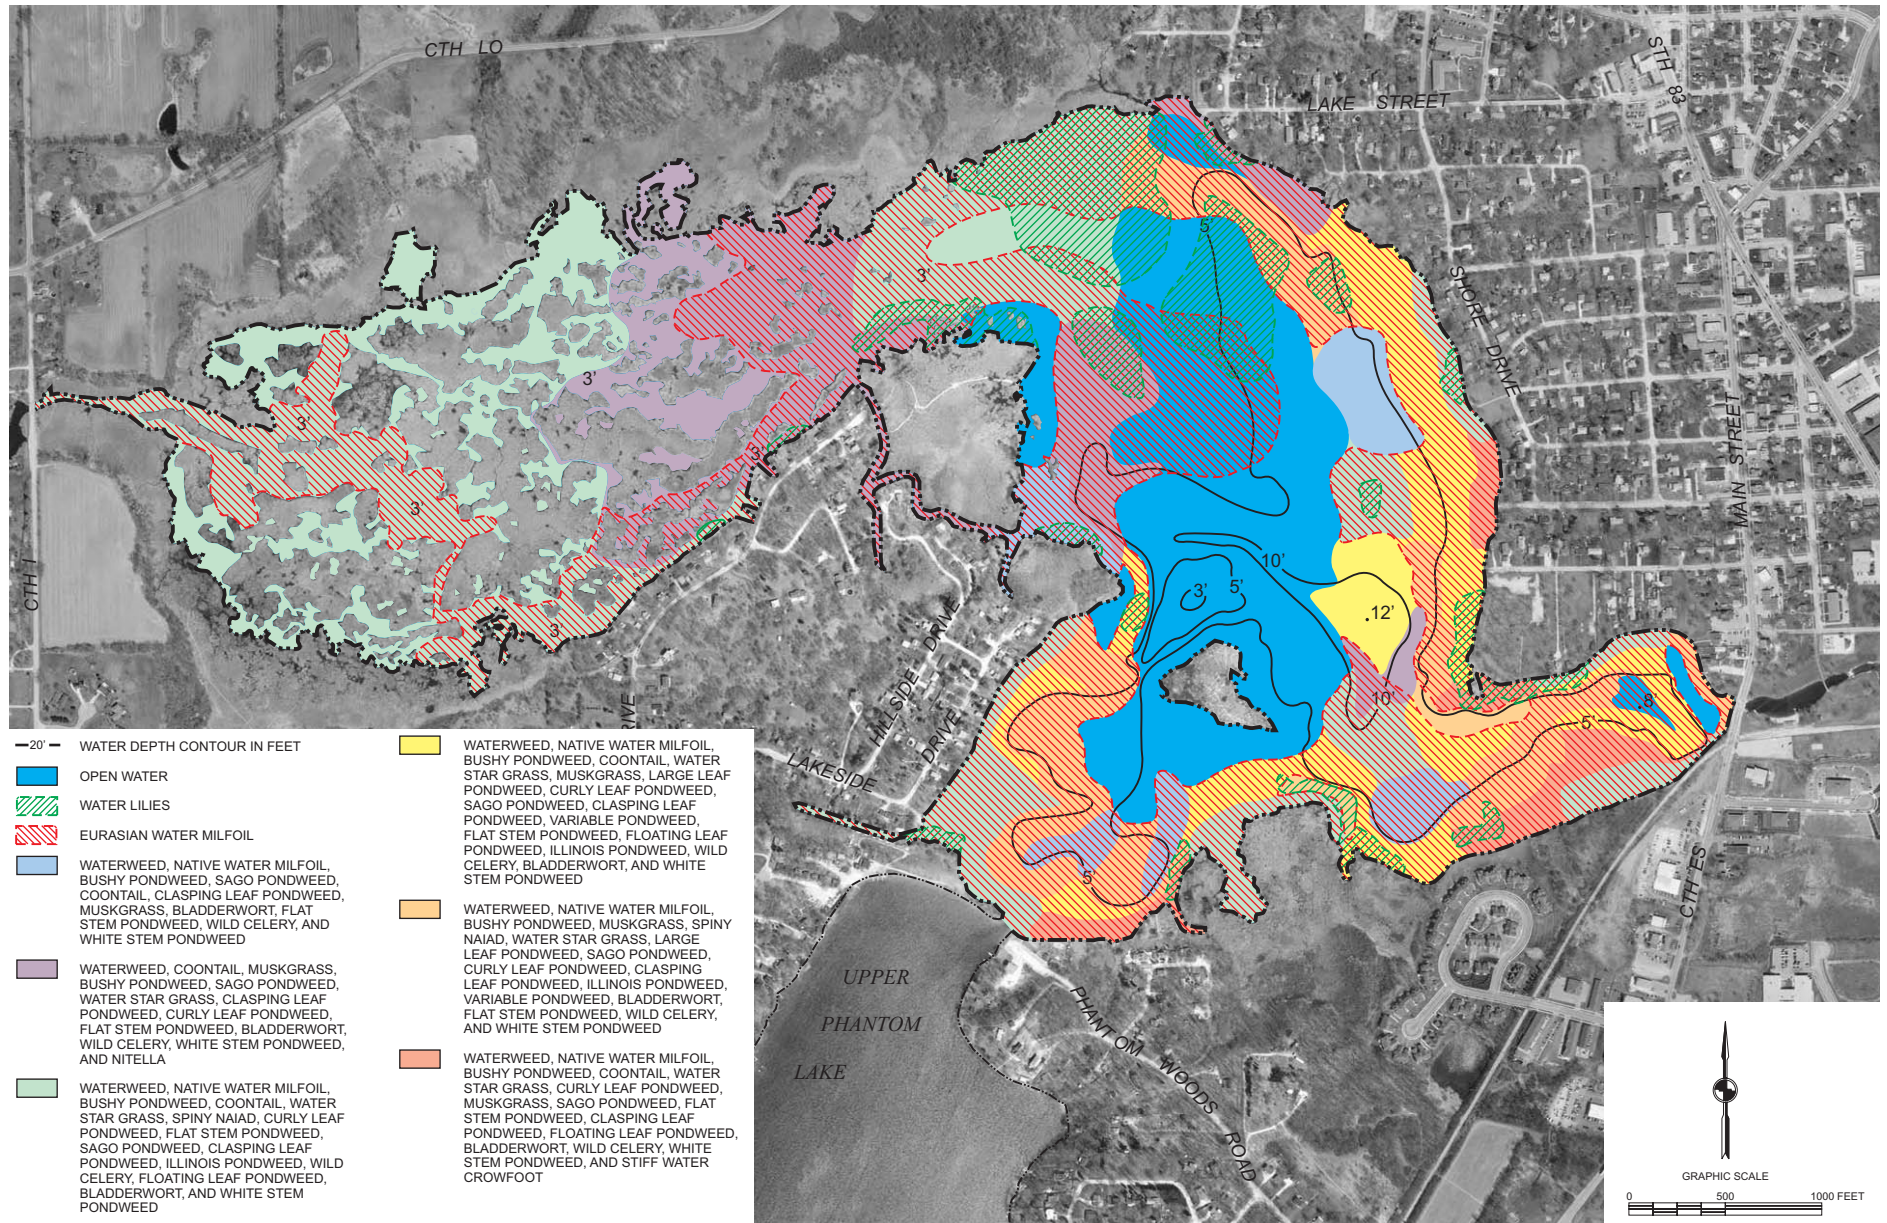 CTH LO
LAKE STREET
STH 83
SHORE DRIVE
MAIN STREET
CTH I
CTH ES
HILLSIDE DRIVE
LAKESIDE DRIVE
RIVE
PHANTOM WOODS ROAD
UPPER
PHANTOM
LAKE
3'
3'
3'
3'
3'
3'
5'
10'
5'
3'
12'
10'
8'
5'
5'
20' WATER DEPTH CONTOUR IN FEET
OPEN WATER
WATER LILIES
EURASIAN WATER MILFOIL
WATERWEED, NATIVE WATER MILFOIL,
BUSHY PONDWEED, SAGO PONDWEED,
COONTAIL, CLASPING LEAF PONDWEED,
MUSKGRASS, BLADDERWORT, FLAT
STEM PONDWEED, WILD CELERY, AND
WHITE STEM PONDWEED
WATERWEED, COONTAIL, MUSKGRASS,
BUSHY PONDWEED, SAGO PONDWEED,
WATER STAR GRASS, CLASPING LEAF
PONDWEED, CURLY LEAF PONDWEED,
FLAT STEM PONDWEED, BLADDERWORT,
WILD CELERY, WHITE STEM PONDWEED,
AND NITELLA
WATERWEED, NATIVE WATER MILFOIL,
BUSHY PONDWEED, COONTAIL, WATER
STAR GRASS, SPINY NAIAD, CURLY LEAF
PONDWEED, FLAT STEM PONDWEED,
SAGO PONDWEED, CLASPING LEAF
PONDWEED, ILLINOIS PONDWEED, WILD
CELERY, FLOATING LEAF PONDWEED,
BLADDERWORT, AND WHITE STEM
PONDWEED
WATERWEED, NATIVE WATER MILFOIL,
BUSHY PONDWEED, COONTAIL, WATER
STAR GRASS, MUSKGRASS, LARGE LEAF
PONDWEED, CURLY LEAF PONDWEED,
SAGO PONDWEED, CLASPING LEAF
PONDWEED, VARIABLE PONDWEED,
FLAT STEM PONDWEED, FLOATING LEAF
PONDWEED, ILLINOIS PONDWEED, WILD
CELERY, BLADDERWORT, AND WHITE
STEM PONDWEED
WATERWEED, NATIVE WATER MILFOIL,
BUSHY PONDWEED, MUSKGRASS, SPINY
NAIAD, WATER STAR GRASS, LARGE
LEAF PONDWEED, SAGO PONDWEED,
CURLY LEAF PONDWEED, CLASPING
LEAF PONDWEED, ILLINOIS PONDWEED,
VARIABLE PONDWEED, BLADDERWORT,
FLAT STEM PONDWEED, WILD CELERY,
AND WHITE STEM PONDWEED
WATERWEED, NATIVE WATER MILFOIL,
BUSHY PONDWEED, COONTAIL, WATER
STAR GRASS, CURLY LEAF PONDWEED,
MUSKGRASS, SAGO PONDWEED, FLAT
STEM PONDWEED, CLASPING LEAF
PONDWEED, FLOATING LEAF PONDWEED,
BLADDERWORT, WILD CELERY, WHITE
STEM PONDWEED, AND STIFF WATER
CROWFOOT
GRAPHIC SCALE
0 500 1000 FEET